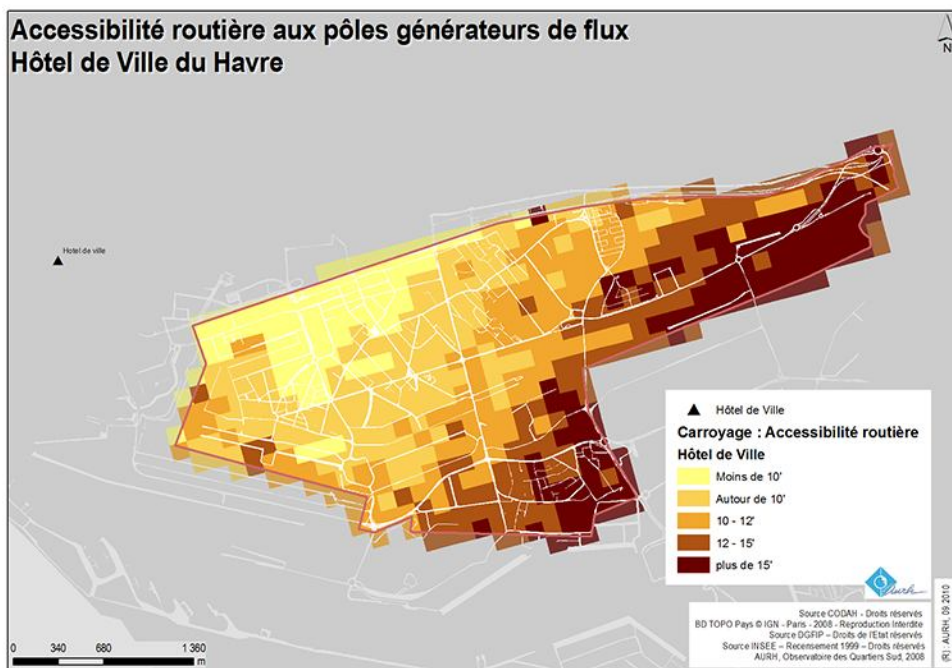 Accessibilité routière aux pôles générateurs de flux
Hôtel de Ville du Havre
N
Hotel de ville
Hôtel de Ville
Carroyage : Accessibilité routière
Hôtel de Ville
Moins de 10'
Autour de 10'
10 - 12'
12 - 15'
plus de 15'
Aurh
Source CODAH - Droits réservés
BD TOPO Pays © IGN - Paris - 2008 - Reproduction Interdite
Source DGFIP – Droits de l'Etat réservés
Source INSEE – Recensement 1999 – Droits réservés
AURH, Observatoire des Quartiers Sud, 2008
AURH, 09.2010
0 340 680 1 360
m